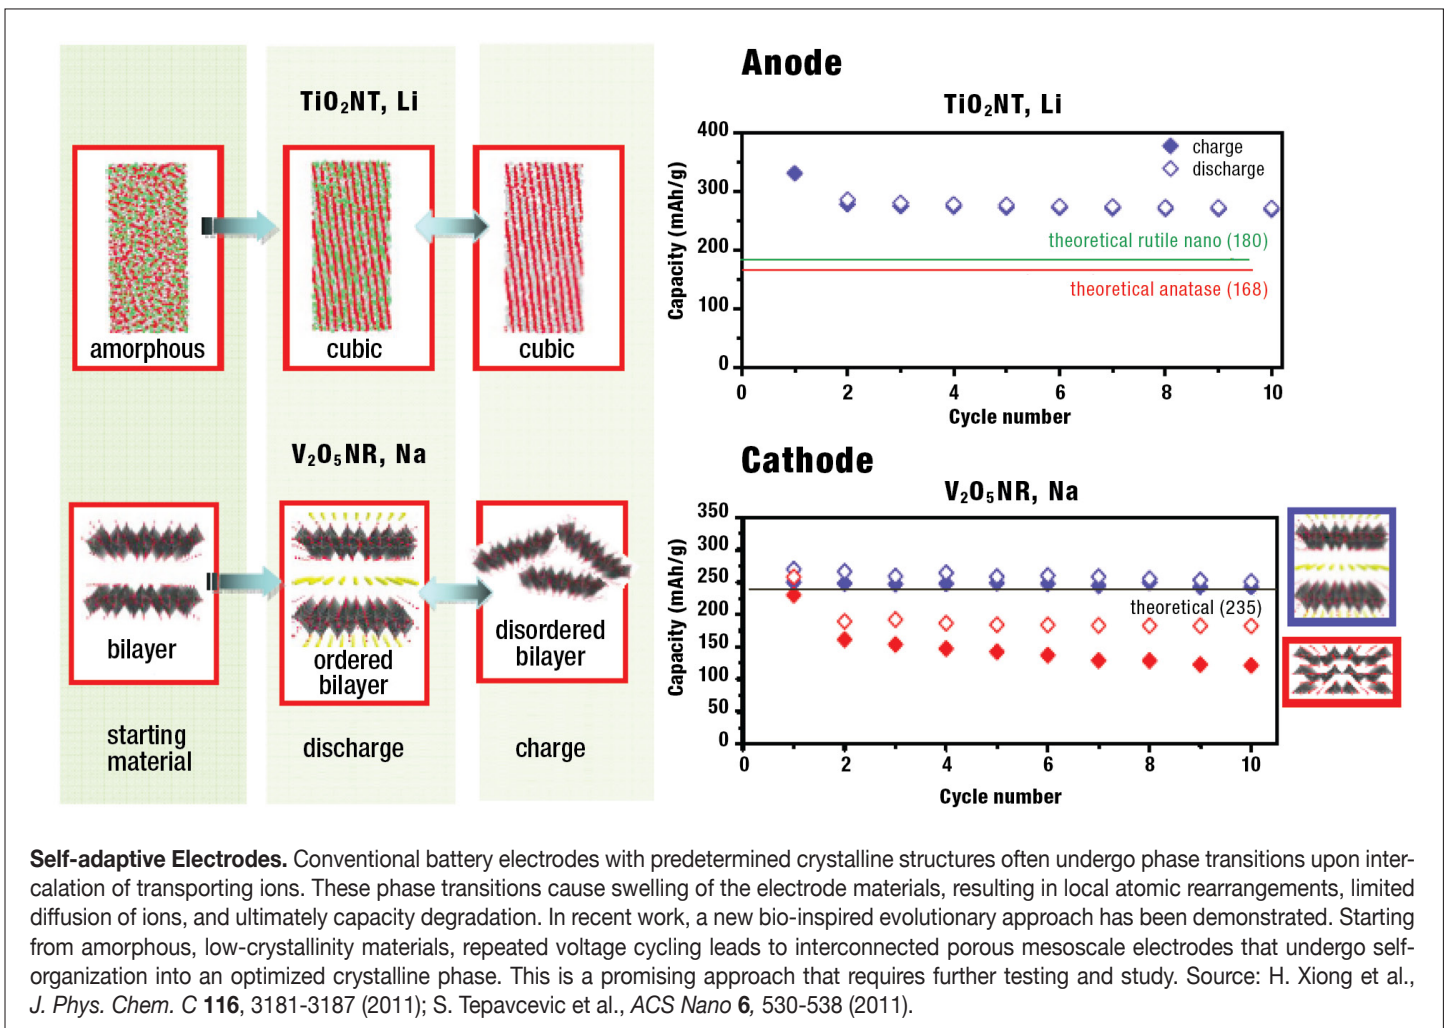 TiO₂NT, Li
amorphous
cubic
cubic
V₂O₅NR, Na
bilayer
ordered
bilayer
disordered
bilayer
starting
material
discharge
charge
Anode
TiO₂NT, Li
Capacity (mAh/g)
400
300
200
100
0
charge
discharge
theoretical rutile nano (180)
theoretical anatase (168)
0 2 4 6 8 10
Cycle number
Cathode
V₂O₅NR, Na
Capacity (mAh/g)
350
300
250
200
150
100
50
0
theoretical (235)
0 2 4 6 8 10
Cycle number
Self-adaptive Electrodes. Conventional battery electrodes with predetermined crystalline structures often undergo phase transitions upon inter-
calation of transporting ions. These phase transitions cause swelling of the electrode materials, resulting in local atomic rearrangements, limited
diffusion of ions, and ultimately capacity degradation. In recent work, a new bio-inspired evolutionary approach has been demonstrated. Starting
from amorphous, low-crystallinity materials, repeated voltage cycling leads to interconnected porous mesoscale electrodes that undergo self-
organization into an optimized crystalline phase. This is a promising approach that requires further testing and study. Source: H. Xiong et al.,
J. Phys. Chem. C 116, 3181-3187 (2011); S. Tepavcevic et al., ACS Nano 6, 530-538 (2011).